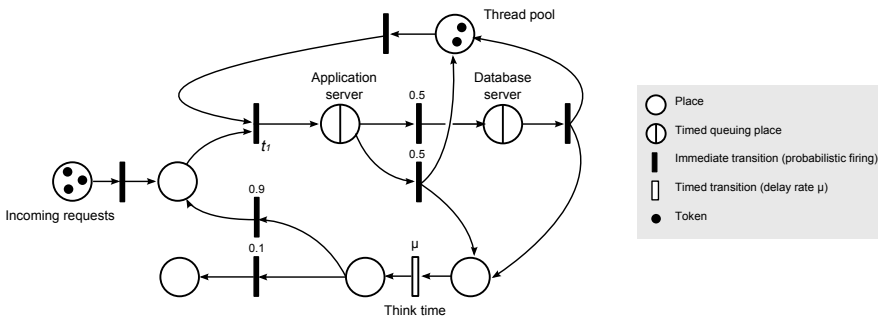 Thread pool
Application
server
0.5
Database
server
t1
0.5
Incoming requests
0.9
0.1
μ
Think time
Place
Timed queuing place
Immediate transition (probabilistic firing)
Timed transition (delay rate μ)
Token